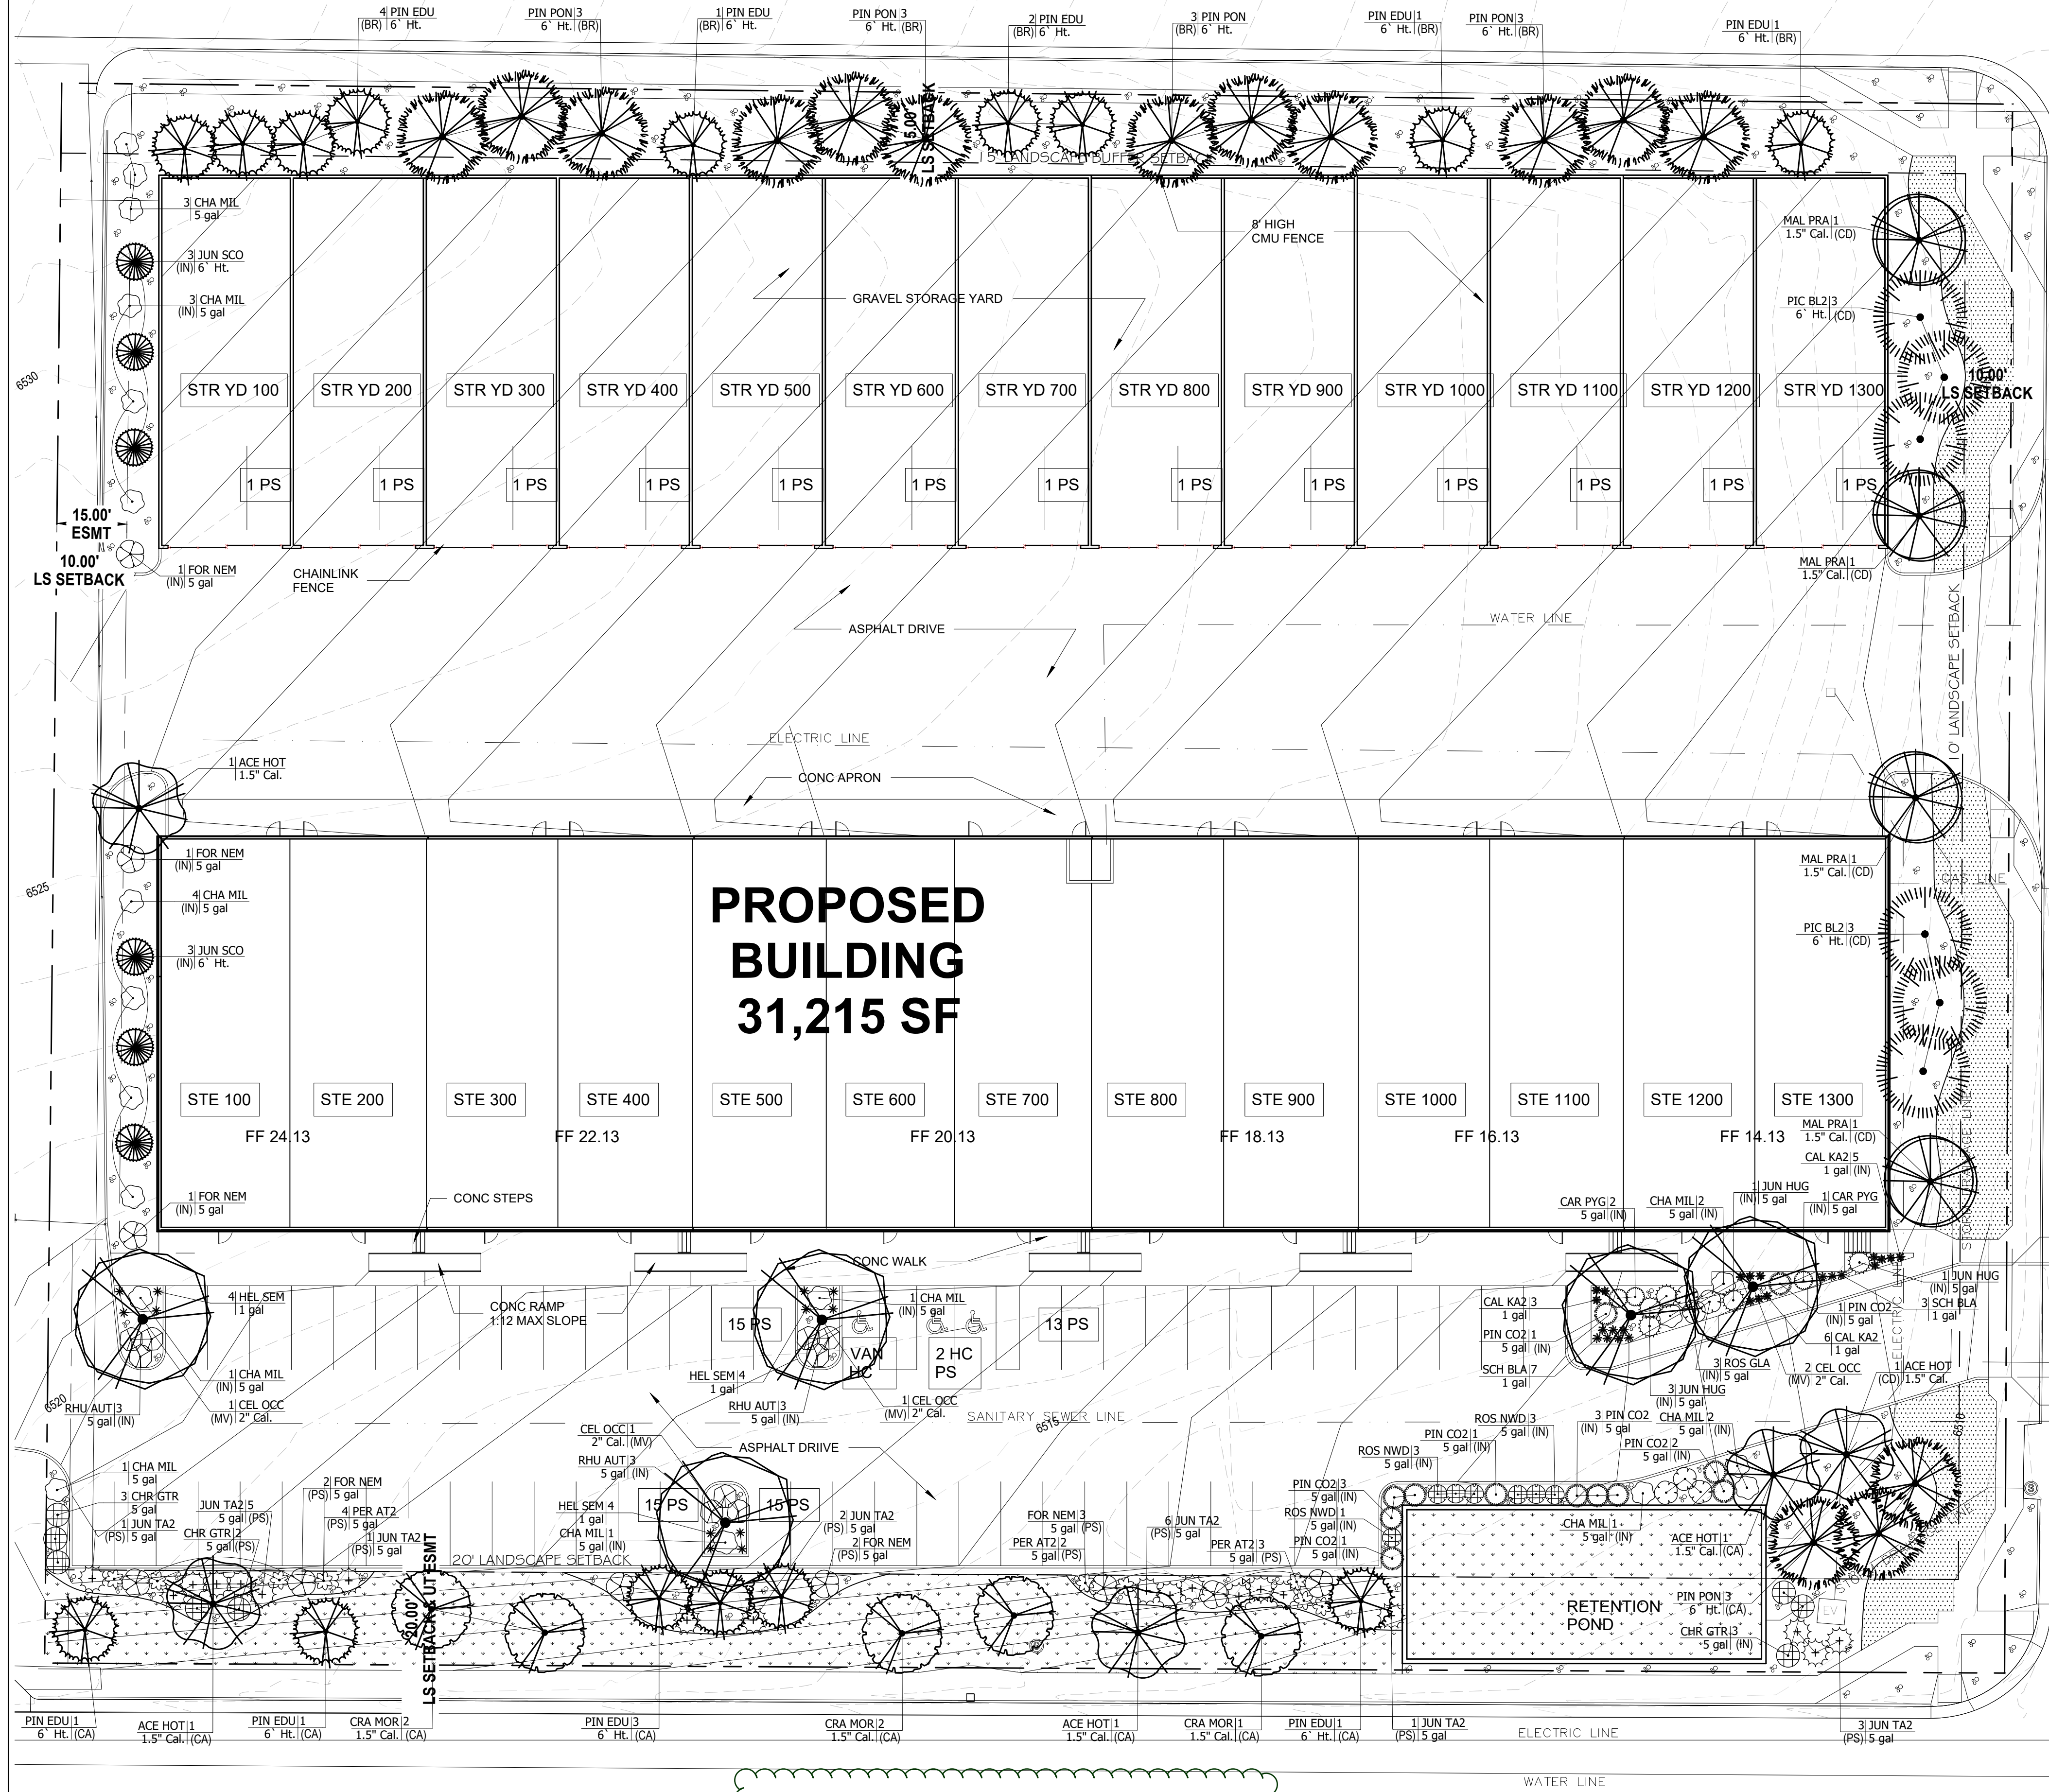 4 PIN EDU
(BR) 6` Ht.
PIN PON 3
6` Ht. (BR)
1 PIN EDU
(BR) 6` Ht.
PIN PON 3
6` Ht. (BR)
2 PIN EDU
(BR) 6` Ht.
3 PIN PON
(BR) 6` Ht.
PIN EDU 1
6` Ht. (BR)
PIN PON 3
6` Ht. (BR)
PIN EDU 1
6` Ht. (BR)
15.00'
LS SETBACK
15' LANDSCAPE BUFFER SETBACK
3 CHA MIL
5 gal
3 JUN SCO
(IN) 6` Ht.
3 CHA MIL
(IN) 5 gal
8' HIGH
CMU FENCE
GRAVEL STORAGE YARD
MAL PRA 1
1.5" Cal. (CD)
PIC BL2 3
6` Ht. (CD)
10.00'
LS SETBACK
6530
STR YD 100
STR YD 200
STR YD 300
STR YD 400
STR YD 500
STR YD 600
STR YD 700
STR YD 800
STR YD 900
STR YD 1000
STR YD 1100
STR YD 1200
STR YD 1300
1 PS
1 PS
1 PS
1 PS
1 PS
1 PS
1 PS
1 PS
1 PS
1 PS
1 PS
1 PS
1 PS
15.00'
ESMT
10.00'
LS SETBACK
1 FOR NEM
(IN) 5 gal
CHAINLINK
FENCE
MAL PRA 1
1.5" Cal. (CD)
ASPHALT DRIVE
WATER LINE
10' LANDSCAPE SETBACK
ELECTRIC LINE
1 ACE HOT
1.5" Cal.
CONC APRON
1 FOR NEM
(IN) 5 gal
4 CHA MIL
(IN) 5 gal
3 JUN SCO
(IN) 6` Ht.
6525
PROPOSED
BUILDING
31,215 SF
MAL PRA 1
1.5" Cal. (CD)
GAS LINE
PIC BL2 3
6` Ht. (CD)
STE 100
STE 200
STE 300
STE 400
STE 500
STE 600
STE 700
STE 800
STE 900
STE 1000
STE 1100
STE 1200
STE 1300
FF 24.13
FF 22.13
FF 20.13
FF 18.13
FF 16.13
FF 14.13
MAL PRA 1
1.5" Cal. (CD)
CAL KA2 5
1 gal (IN)
1 FOR NEM
(IN) 5 gal
CONC STEPS
CAR PYG 2
5 gal (IN)
CHA MIL 2
5 gal (IN)
1 JUN HUG
(IN) 5 gal
1 CAR PYG
(IN) 5 gal
CONC WALK
4 HEL SEM
1 gal
CONC RAMP
1:12 MAX SLOPE
15 PS
1 CHA MIL
(IN) 5 gal
13 PS
VAN
HC
2 HC
PS
CAL KA2 3
1 gal
PIN CO2 1
5 gal (IN)
SCH BLA 7
1 gal
1 JUN HUG
(IN) 5 gal
1 PIN CO2
(IN) 5 gal
3 SCH BLA
1 gal
6 CAL KA2
1 gal
3 ROS GLA
(IN) 5 gal
2 CEL OCC
(MV) 2" Cal.
1 ACE HOT
(CD) 1.5" Cal.
ELECTRIC LINE
3 JUN HUG
(IN) 5 gal
1 CHA MIL
(IN) 5 gal
1 CEL OCC
(MV) 2" Cal.
RHU AUT 3
5 gal (IN)
6520
HEL SEM 4
1 gal
RHU AUT 3
5 gal (IN)
1 CEL OCC
(MV) 2" Cal.
SANITARY SEWER LINE
6515
6510
ROS NWD 3
5 gal (IN)
3 PIN CO2
(IN) 5 gal
CHA MIL 2
5 gal (IN)
PIN CO2 1
5 gal (IN)
ROS NWD 3
5 gal (IN)
PIN CO2 2
5 gal (IN)
CEL OCC 1
2" Cal. (MV)
RHU AUT 3
5 gal (IN)
ASPHALT DRIIVE
1 CHA MIL
5 gal
3 CHR GTR
5 gal
1 JUN TA2
(PS) 5 gal
JUN TA2 5
5 gal (PS)
CHR GTR 2
5 gal (PS)
2 FOR NEM
(PS) 5 gal
4 PER AT2
(PS) 5 gal
1 JUN TA2
(PS) 5 gal
HEL SEM 4
1 gal
CHA MIL 1
5 gal (IN)
15 PS
15 PS
2 JUN TA2
(PS) 5 gal
2 FOR NEM
(PS) 5 gal
FOR NEM 3
5 gal (PS)
PER AT2 2
5 gal (PS)
6 JUN TA2
(PS) 5 gal
PER AT2 3
5 gal (PS)
PIN CO2 3
5 gal (IN)
ROS NWD 1
5 gal (IN)
PIN CO2 1
5 gal (IN)
CHA MIL 1
5 gal (IN)
ACE HOT 1
1.5" Cal. (CA)
20' LANDSCAPE SETBACK
20.00'
LS SETBACK & UT ESMT
RETENTION
POND
PIN PON 3
6` Ht. (CA)
CHR GTR 3
5 gal (IN)
EV
PIN EDU 1
6` Ht. (CA)
ACE HOT 1
1.5" Cal. (CA)
PIN EDU 1
6` Ht. (CA)
CRA MOR 2
1.5" Cal. (CA)
PIN EDU 3
6` Ht. (CA)
CRA MOR 2
1.5" Cal. (CA)
ACE HOT 1
1.5" Cal. (CA)
CRA MOR 1
1.5" Cal. (CA)
PIN EDU 1
6` Ht. (CA)
1 JUN TA2
(PS) 5 gal
ELECTRIC LINE
3 JUN TA2
(PS) 5 gal
WATER LINE